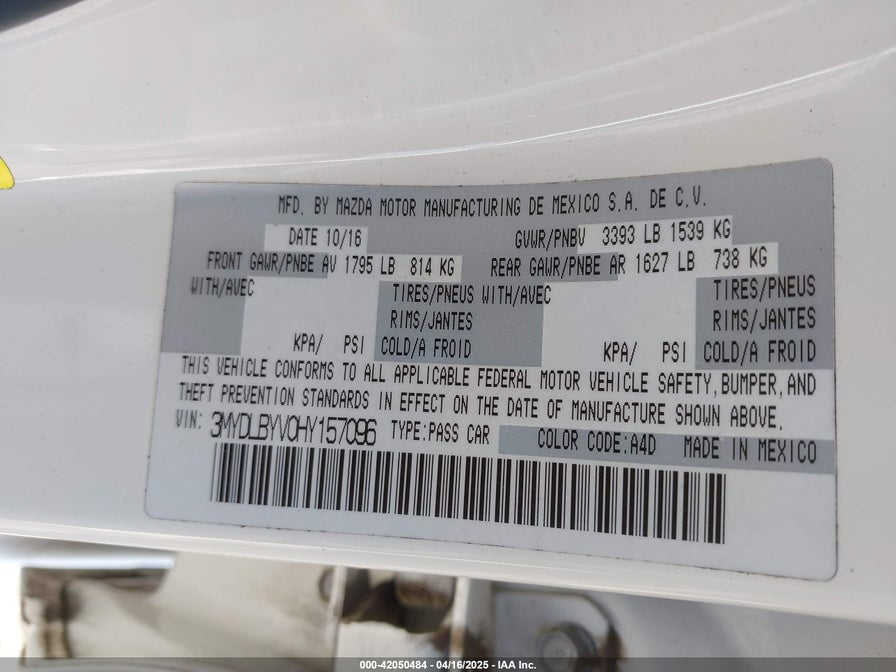 MFD. BY MAZDA MOTOR MANUFACTURING DE MEXICO S.A. DE C.V.
DATE 10/16 GVWR/PNBV 3393 LB 1539 KG
FRONT GAWR/PNBE AV 1795 LB 814 KG REAR GAWR/PNBE AR 1627 LB 738 KG
WITH/AVEC TIRES/PNEUS WITH/AVEC TIRES/PNEUS
RIMS/JANTES RIMS/JANTES
KPA/ PSI COLD/A FROID KPA/ PSI COLD/A FROID
THIS VEHICLE CONFORMS TO ALL APPLICABLE FEDERAL MOTOR VEHICLE SAFETY,BUMPER,AND
THEFT PREVENTION STANDARDS IN EFFECT ON THE DATE OF MANUFACTURE SHOWN ABOVE.
VIN: 3MYDLBYV0HY157096 TYPE:PASS CAR COLOR CODE:A4D MADE IN MEXICO
000-42050484 - 04/16/2025 - IAA Inc.